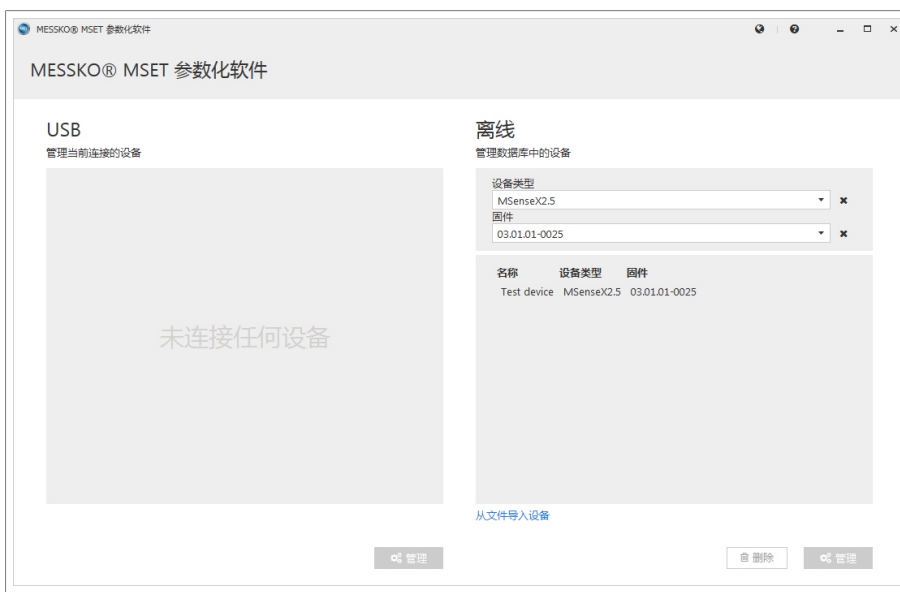 MESSKO® MSET 参数化软件
MESSKO® MSET 参数化软件
USB
管理当前连接的设备
未连接任何设备
管理
离线
管理数据库中的设备
设备类型
MSenseX2.5
固件
03.01.01-0025
名称 设备类型 固件
Test device MSenseX2.5 03.01.01-0025
从文件导入设备
删除 管理